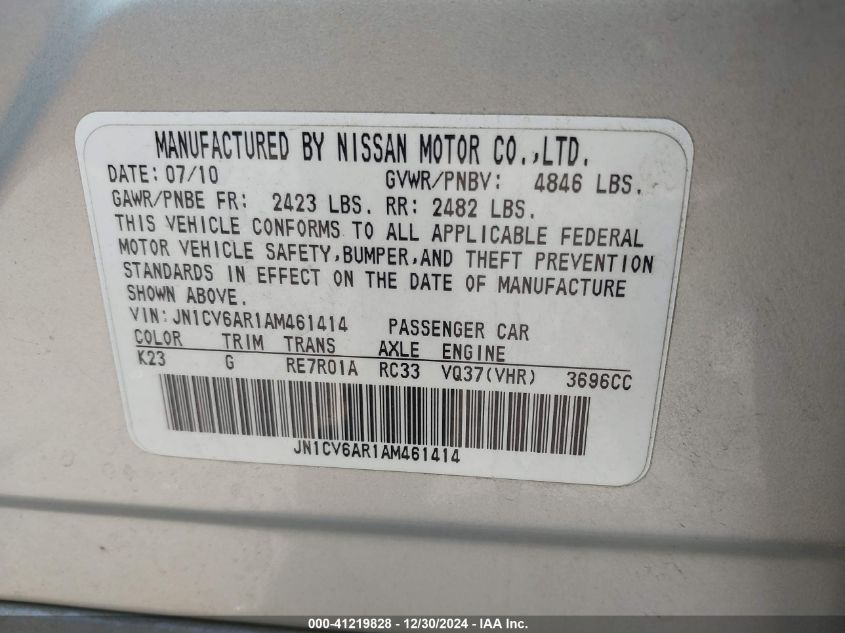 MANUFACTURED BY NISSAN MOTOR CO.,LTD.
DATE: 07/10 GVWR/PNBV: 4846 LBS.
GAWR/PNBE FR: 2423 LBS. RR: 2482 LBS.
THIS VEHICLE CONFORMS TO ALL APPLICABLE FEDERAL
MOTOR VEHICLE SAFETY,BUMPER,AND THEFT PREVENTION
STANDARDS IN EFFECT ON THE DATE OF MANUFACTURE
SHOWN ABOVE.
VIN: JN1CV6AR1AM461414 PASSENGER CAR
COLOR TRIM TRANS AXLE ENGINE
K23 G RE7R01A RC33 VQ37(VHR) 3696CC
JN1CV6AR1AM461414
000-41219828 - 12/30/2024 - IAA Inc.